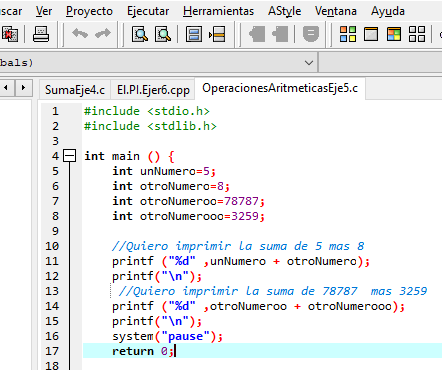 uscar Ver Proyecto Ejecutar Herramientas AStyle Ventana Ayuda
bals)
SumaEje4.c El.PI.Ejer6.cpp OperacionesAritmeticasEje5.c
1 #include <stdio.h>
2 #include <stdlib.h>
3
4 int main () {
5 int unNumero=5;
6 int otroNumero=8;
7 int otroNumeroo=78787;
8 int otroNumerooo=3259;
9
10 //Quiero imprimir la suma de 5 mas 8
11 printf ("%d" ,unNumero + otroNumero);
12 printf("\n");
13 //Quiero imprimir la suma de 78787  mas 3259
14 printf ("%d" ,otroNumeroo + otroNumerooo);
15 printf("\n");
16 system("pause");
17 return 0;
18